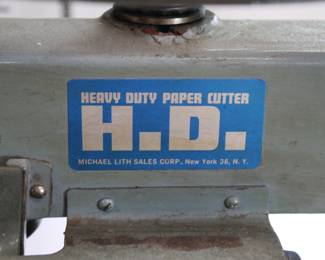 HEAVY DUTY PAPER CUTTER
H.D.
MICHAEL LITH SALES CORP., New York 36, N.Y.